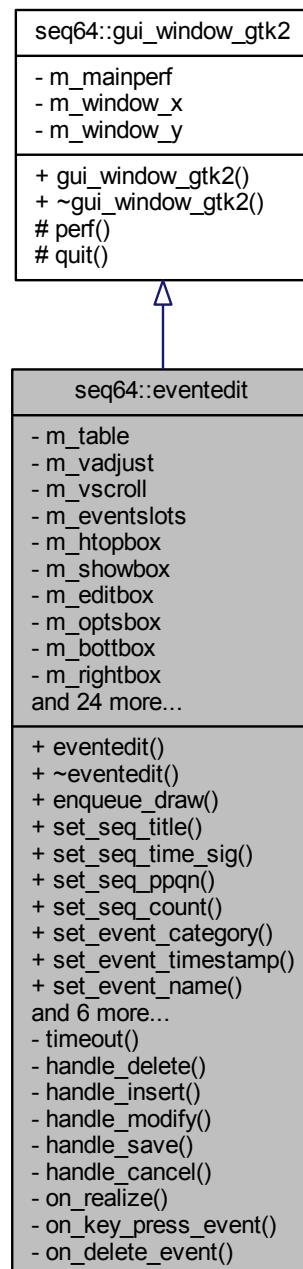 seq64::gui_window_gtk2
- m_mainperf
- m_window_x
- m_window_y
+ gui_window_gtk2()
+ ~gui_window_gtk2()
# perf()
# quit()
seq64::eventedit
- m_table
- m_vadjust
- m_vscroll
- m_eventslots
- m_htopbox
- m_showbox
- m_editbox
- m_optsbox
- m_bottbox
- m_rightbox
and 24 more...
+ eventedit()
+ ~eventedit()
+ enqueue_draw()
+ set_seq_title()
+ set_seq_time_sig()
+ set_seq_ppqn()
+ set_seq_count()
+ set_event_category()
+ set_event_timestamp()
+ set_event_name()
and 6 more...
- timeout()
- handle_delete()
- handle_insert()
- handle_modify()
- handle_save()
- handle_cancel()
- on_realize()
- on_key_press_event()
- on_delete_event()